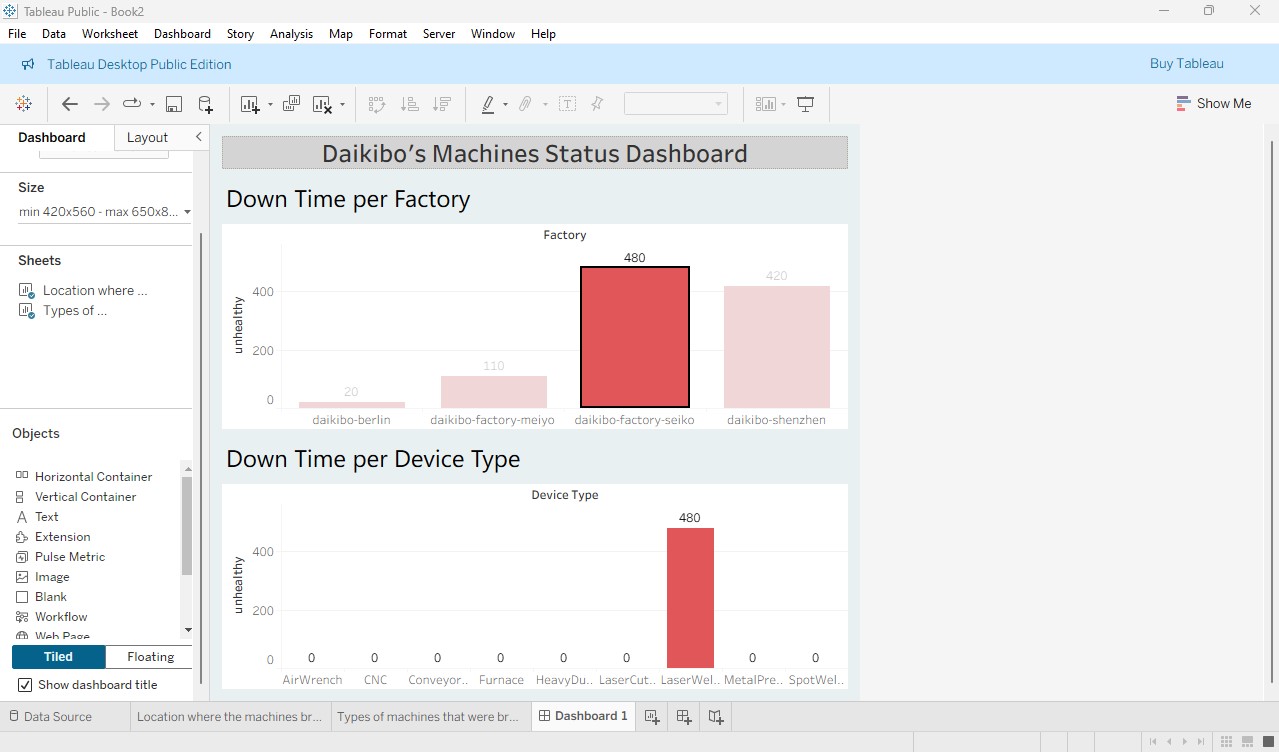 Tableau Public - Book2
File Data Worksheet Dashboard Story Analysis Map Format Server Window Help
Tableau Desktop Public Edition Buy Tableau
Show Me
Dashboard Layout
Size
min 420x560 - max 650x8...
Sheets
Location where ...
Types of ...
Objects
Horizontal Container
Vertical Container
Text
Extension
Pulse Metric
Image
Blank
Workflow
Web Page
Tiled Floating
Show dashboard title
Daikibo's Machines Status Dashboard
Down Time per Factory
Factory
unhealthy
400
200
0
20 110 480 420
daikibo-berlin daikibo-factory-meiyo daikibo-factory-seiko daikibo-shenzhen
Down Time per Device Type
Device Type
unhealthy
400
200
0
0 0 0 0 0 0 480 0 0
AirWrench CNC Conveyor.. Furnace HeavyDu.. LaserCut.. LaserWel.. MetalPre.. SpotWel..
Data Source Location where the machines br... Types of machines that were br... Dashboard 1